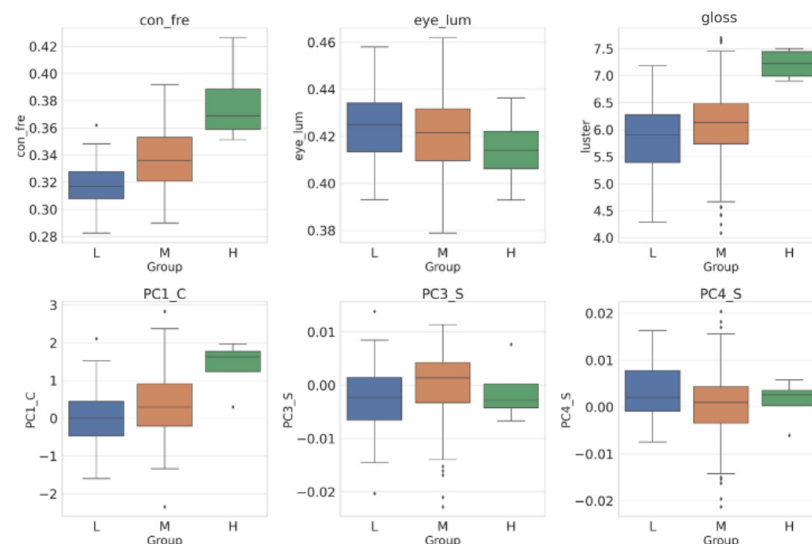 con_fre
eye_lum
gloss
0.42
0.40
0.38
0.36
0.34
0.32
0.30
0.28
con_fre
L
M
H
Group
0.46
0.44
0.42
0.40
0.38
eye_lum
L
M
H
Group
7.5
7.0
6.5
6.0
5.5
5.0
4.5
4.0
luster
L
M
H
Group
PC1_C
PC3_S
PC4_S
3
2
1
0
−1
−2
PC1_C
L
M
H
Group
0.01
0.00
−0.01
−0.02
PC3_S
L
M
H
Group
0.02
0.01
0.00
−0.01
−0.02
PC4_S
L
M
H
Group